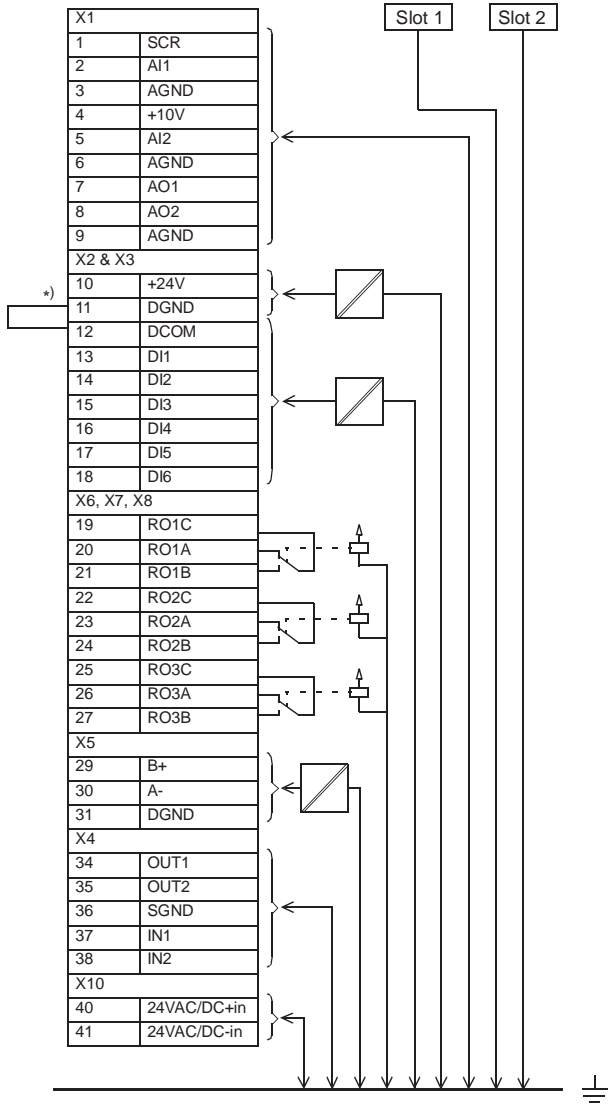 Slot 1 Slot 2
X1
1 SCR
2 AI1
3 AGND
4 +10V
5 AI2
6 AGND
7 AO1
8 AO2
9 AGND
X2 & X3
10 +24V
*)
11 DGND
12 DCOM
13 DI1
14 DI2
15 DI3
16 DI4
17 DI5
18 DI6
X6, X7, X8
19 RO1C
20 RO1A
21 RO1B
22 RO2C
23 RO2A
24 RO2B
25 RO3C
26 RO3A
27 RO3B
X5
29 B+
30 A-
31 DGND
X4
34 OUT1
35 OUT2
36 SGND
37 IN1
38 IN2
X10
40 24VAC/DC+in
41 24VAC/DC-in